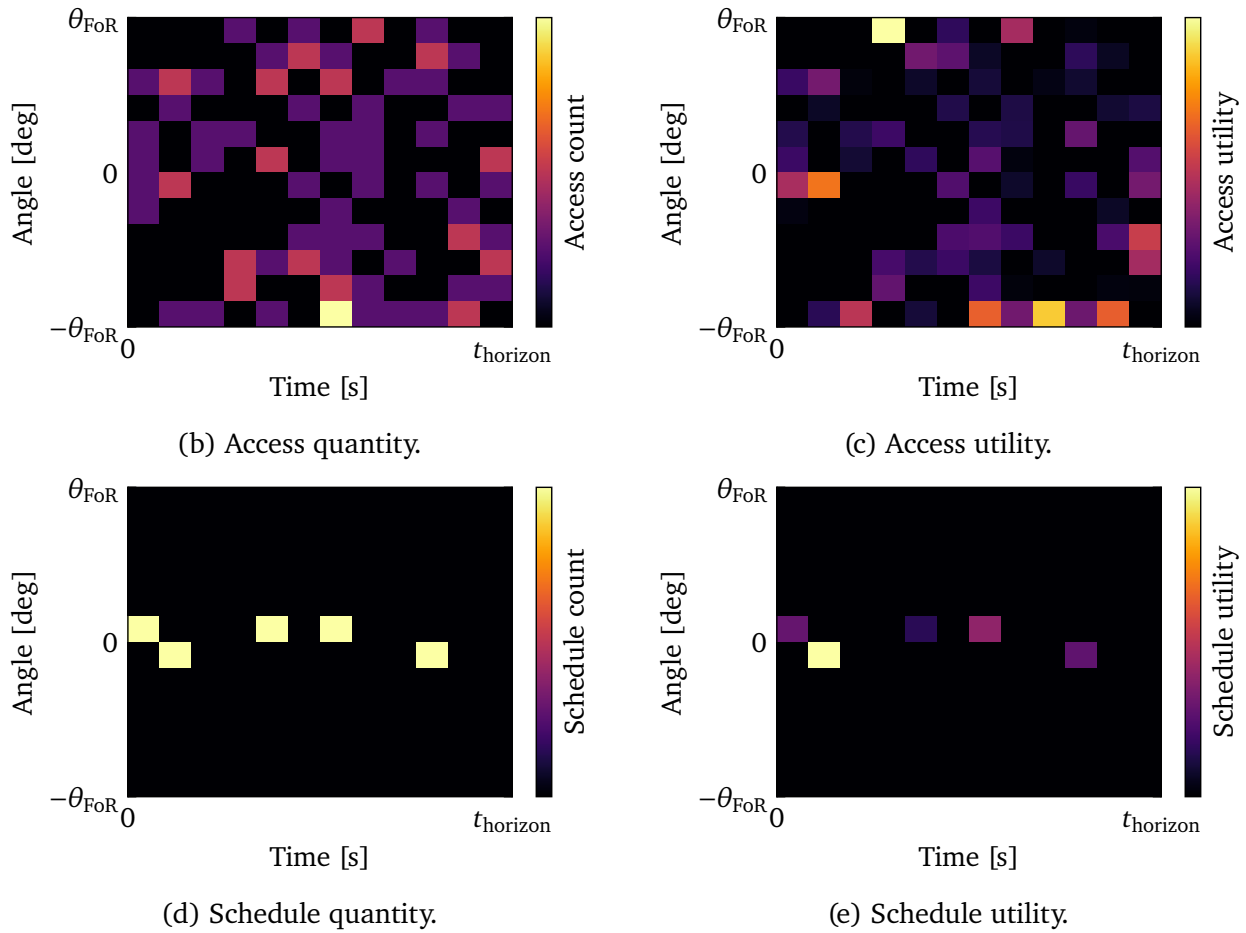 θFoR
Angle [deg]
0
−θFoR
0
thorizon
Time [s]
Access count
(b) Access quantity.
θFoR
Angle [deg]
0
−θFoR
0
thorizon
Time [s]
Access utility
(c) Access utility.
θFoR
Angle [deg]
0
−θFoR
0
thorizon
Time [s]
Schedule count
(d) Schedule quantity.
θFoR
Angle [deg]
0
−θFoR
0
thorizon
Time [s]
Schedule utility
(e) Schedule utility.